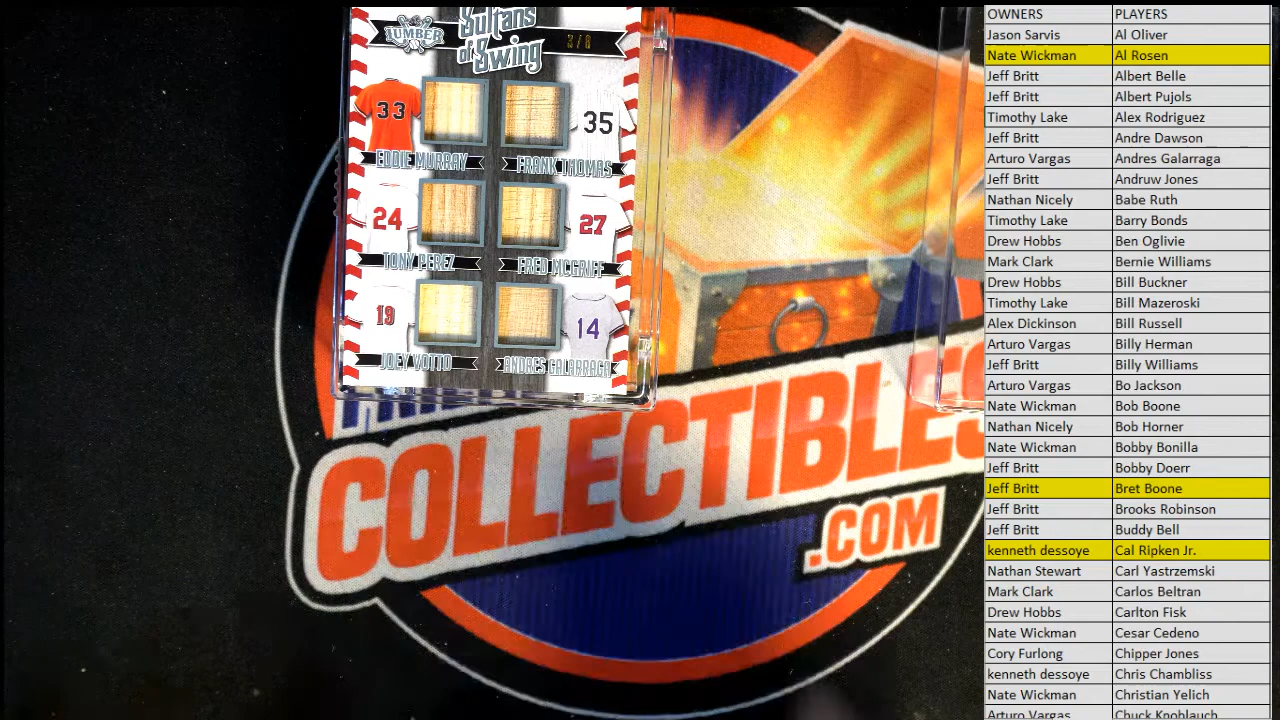 LUMBER
Sultans
of Swing
33
35
EDDIE MURRAY
FRANK THOMAS
24
27
TONY PEREZ
FRED MCGRIFF
19
14
JOEY VOTTO
ANDRES GALARRAGA
COLLECTIBLES
.COM
OWNERS PLAYERS
Jason Sarvis Al Oliver
Nate Wickman Al Rosen
Jeff Britt Albert Belle
Jeff Britt Albert Pujols
Timothy Lake Alex Rodriguez
Jeff Britt Andre Dawson
Arturo Vargas Andres Galarraga
Jeff Britt Andruw Jones
Nathan Nicely Babe Ruth
Timothy Lake Barry Bonds
Drew Hobbs Ben Oglivie
Mark Clark Bernie Williams
Drew Hobbs Bill Buckner
Timothy Lake Bill Mazeroski
Alex Dickinson Bill Russell
Arturo Vargas Billy Herman
Jeff Britt Billy Williams
Arturo Vargas Bo Jackson
Nate Wickman Bob Boone
Nathan Nicely Bob Horner
Nate Wickman Bobby Bonilla
Jeff Britt Bobby Doerr
Jeff Britt Bret Boone
Jeff Britt Brooks Robinson
Jeff Britt Buddy Bell
kenneth dessoye Cal Ripken Jr.
Nathan Stewart Carl Yastrzemski
Mark Clark Carlos Beltran
Drew Hobbs Carlton Fisk
Nate Wickman Cesar Cedeno
Cory Furlong Chipper Jones
kenneth dessoye Chris Chambliss
Nate Wickman Christian Yelich
Arturo Vargas Chuck Knoblauch